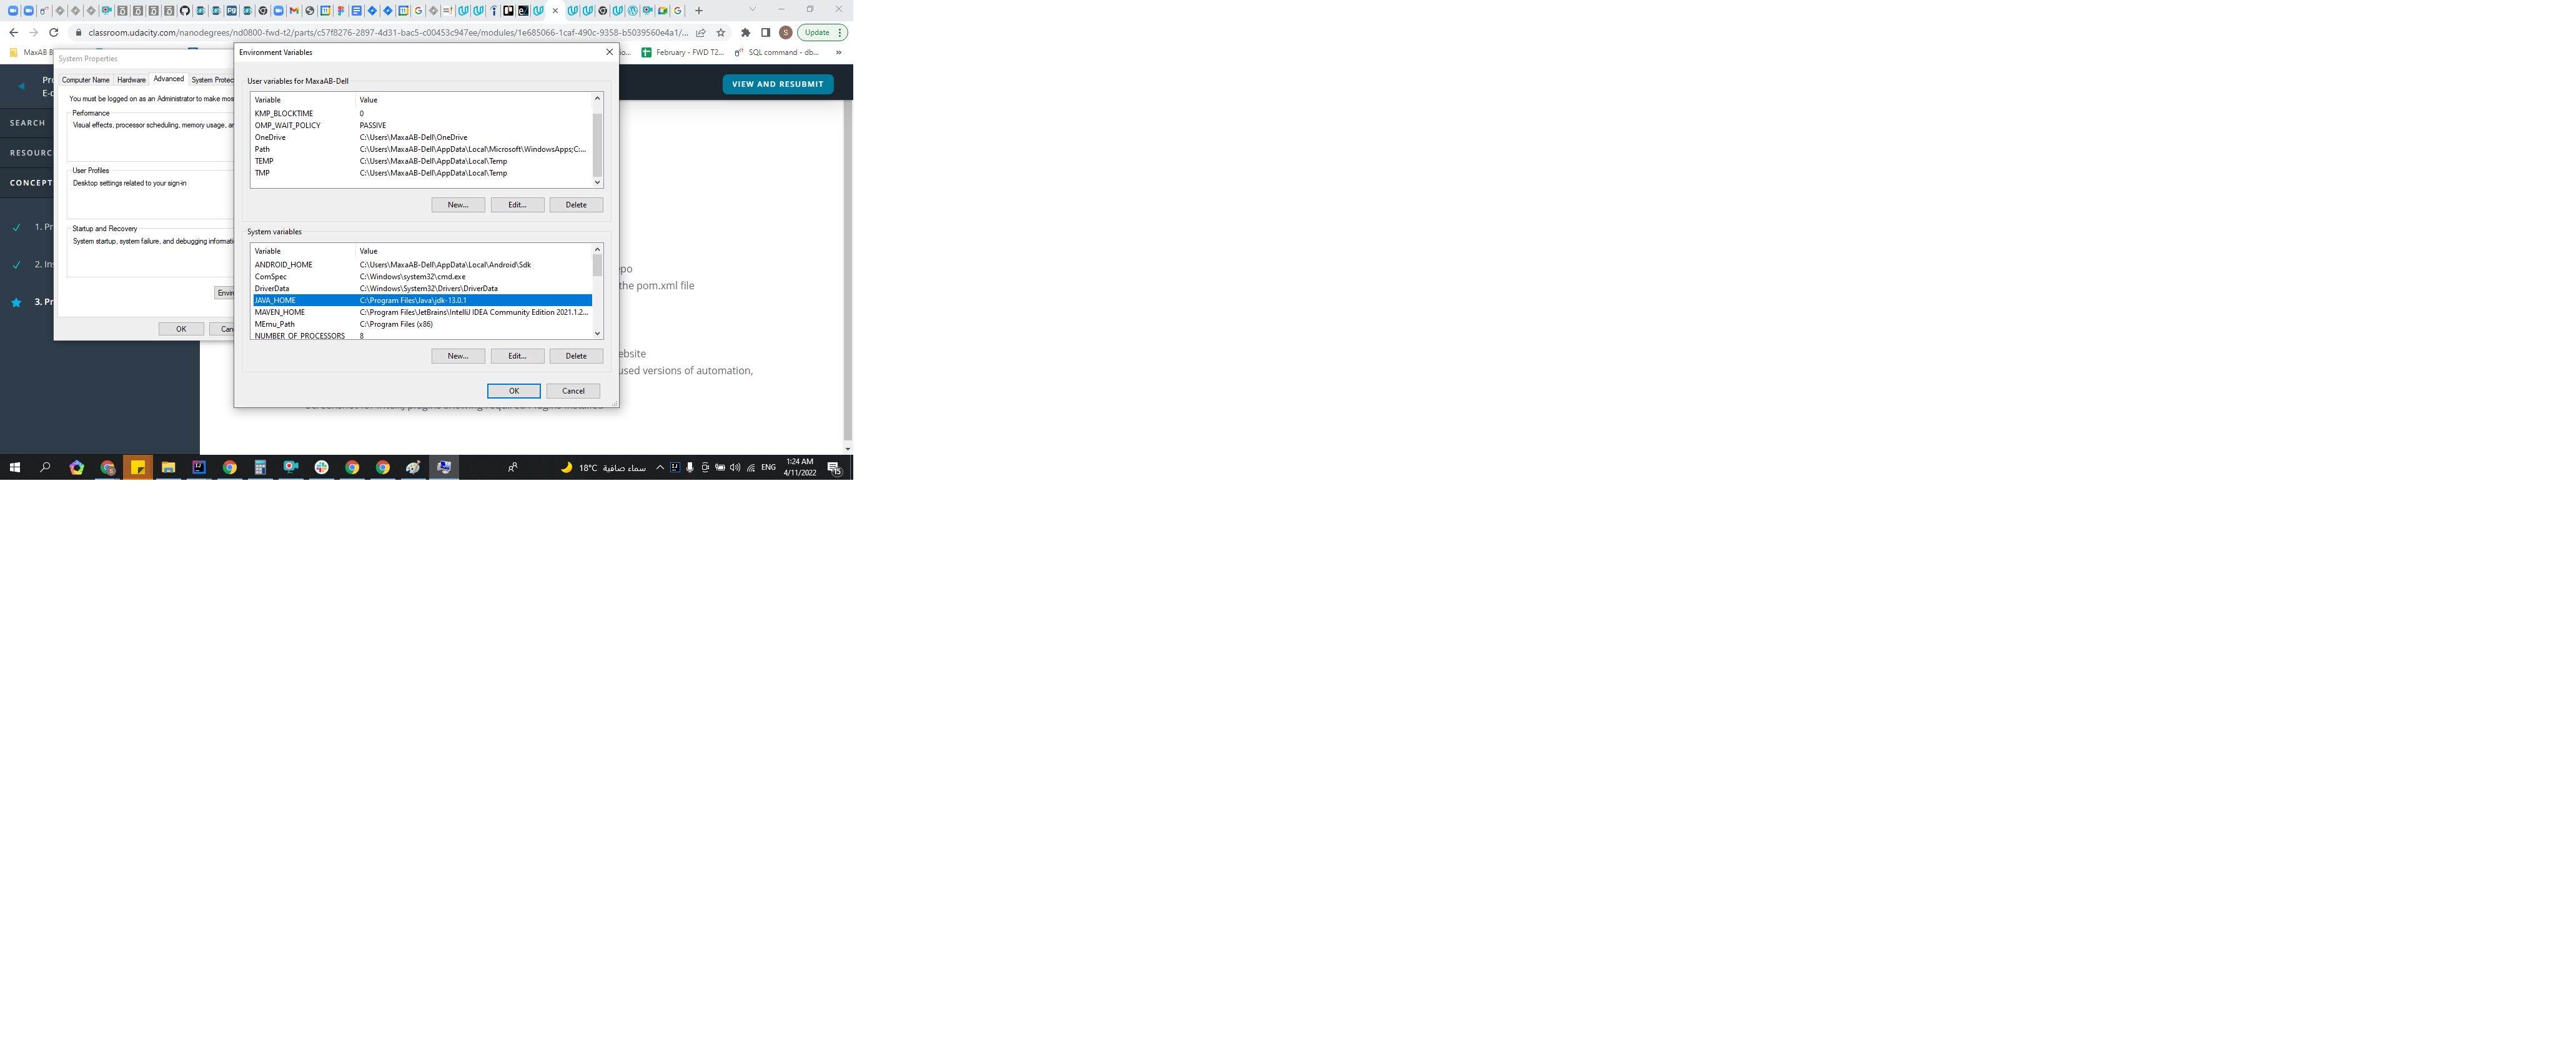 classroom.udacity.com/nanodegrees/nd0800-fwd-t2/parts/c57f8276-2897-4d31-bac5-c00453c947ee/modules/1e685066-1caf-490c-9358-b5039560e4a1/...
Update
MaxAB B
February - FWD T2...
SQL command - db...
»
System Properties
Computer Name
Hardware
Advanced
System Protec
You must be logged on as an Administrator to make mos
Performance
Visual effects, processor scheduling, memory usage, ar
User Profiles
Desktop settings related to your sign-in
Startup and Recovery
System startup, system failure, and debugging informati
Envir
OK
Can
Environment Variables
User variables for MaxaAB-Dell
Variable Value
KMP_BLOCKTIME 0
OMP_WAIT_POLICY PASSIVE
OneDrive C:\Users\MaxaAB-Dell\OneDrive
Path C:\Users\MaxaAB-Dell\AppData\Local\Microsoft\WindowsApps;C:...
TEMP C:\Users\MaxaAB-Dell\AppData\Local\Temp
TMP C:\Users\MaxaAB-Dell\AppData\Local\Temp
New... Edit... Delete
System variables
Variable Value
ANDROID_HOME C:\Users\MaxaAB-Dell\AppData\Local\Android\Sdk
ComSpec C:\Windows\system32\cmd.exe
DriverData C:\Windows\System32\Drivers\DriverData
JAVA_HOME C:\Program Files\Java\jdk-13.0.1
MAVEN_HOME C:\Program Files\JetBrains\IntelliJ IDEA Community Edition 2021.1.2...
MEmu_Path C:\Program Files (x86)
NUMBER_OF_PROCESSORS 8
New... Edit... Delete
OK Cancel
VIEW AND RESUBMIT
SEARCH
RESOURC
CONCEPT
1. Pr
2. Ins
3. Pr
epo
the pom.xml file
ebsite
used versions of automation,
18°C سماء صافية
ENG
1:24 AM
4/11/2022
15